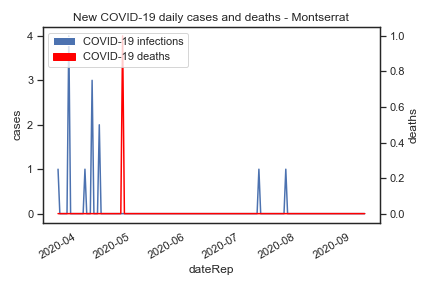 New COVID-19 daily cases and deaths - Montserrat
COVID-19 infections
COVID-19 deaths
4
3
2
1
0
cases
1.0
0.8
0.6
0.4
0.2
0.0
deaths
2020-04
2020-05
2020-06
2020-07
2020-08
2020-09
dateRep